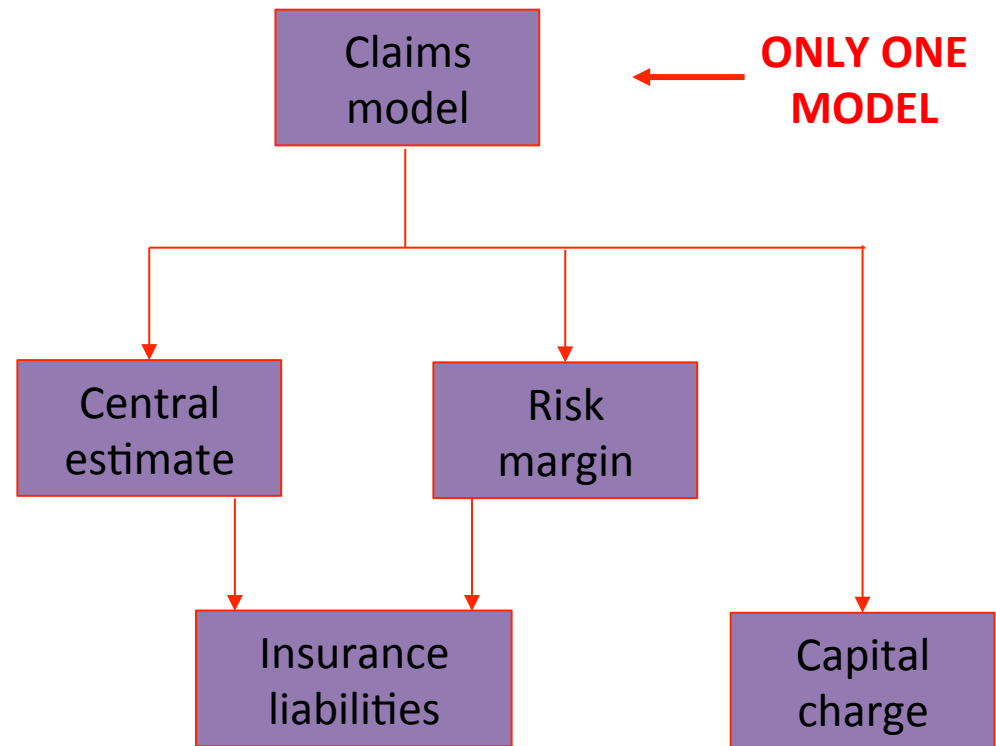 Claims
model
ONLY ONE
MODEL
Central
estimate
Risk
margin
Insurance
liabilities
Capital
charge